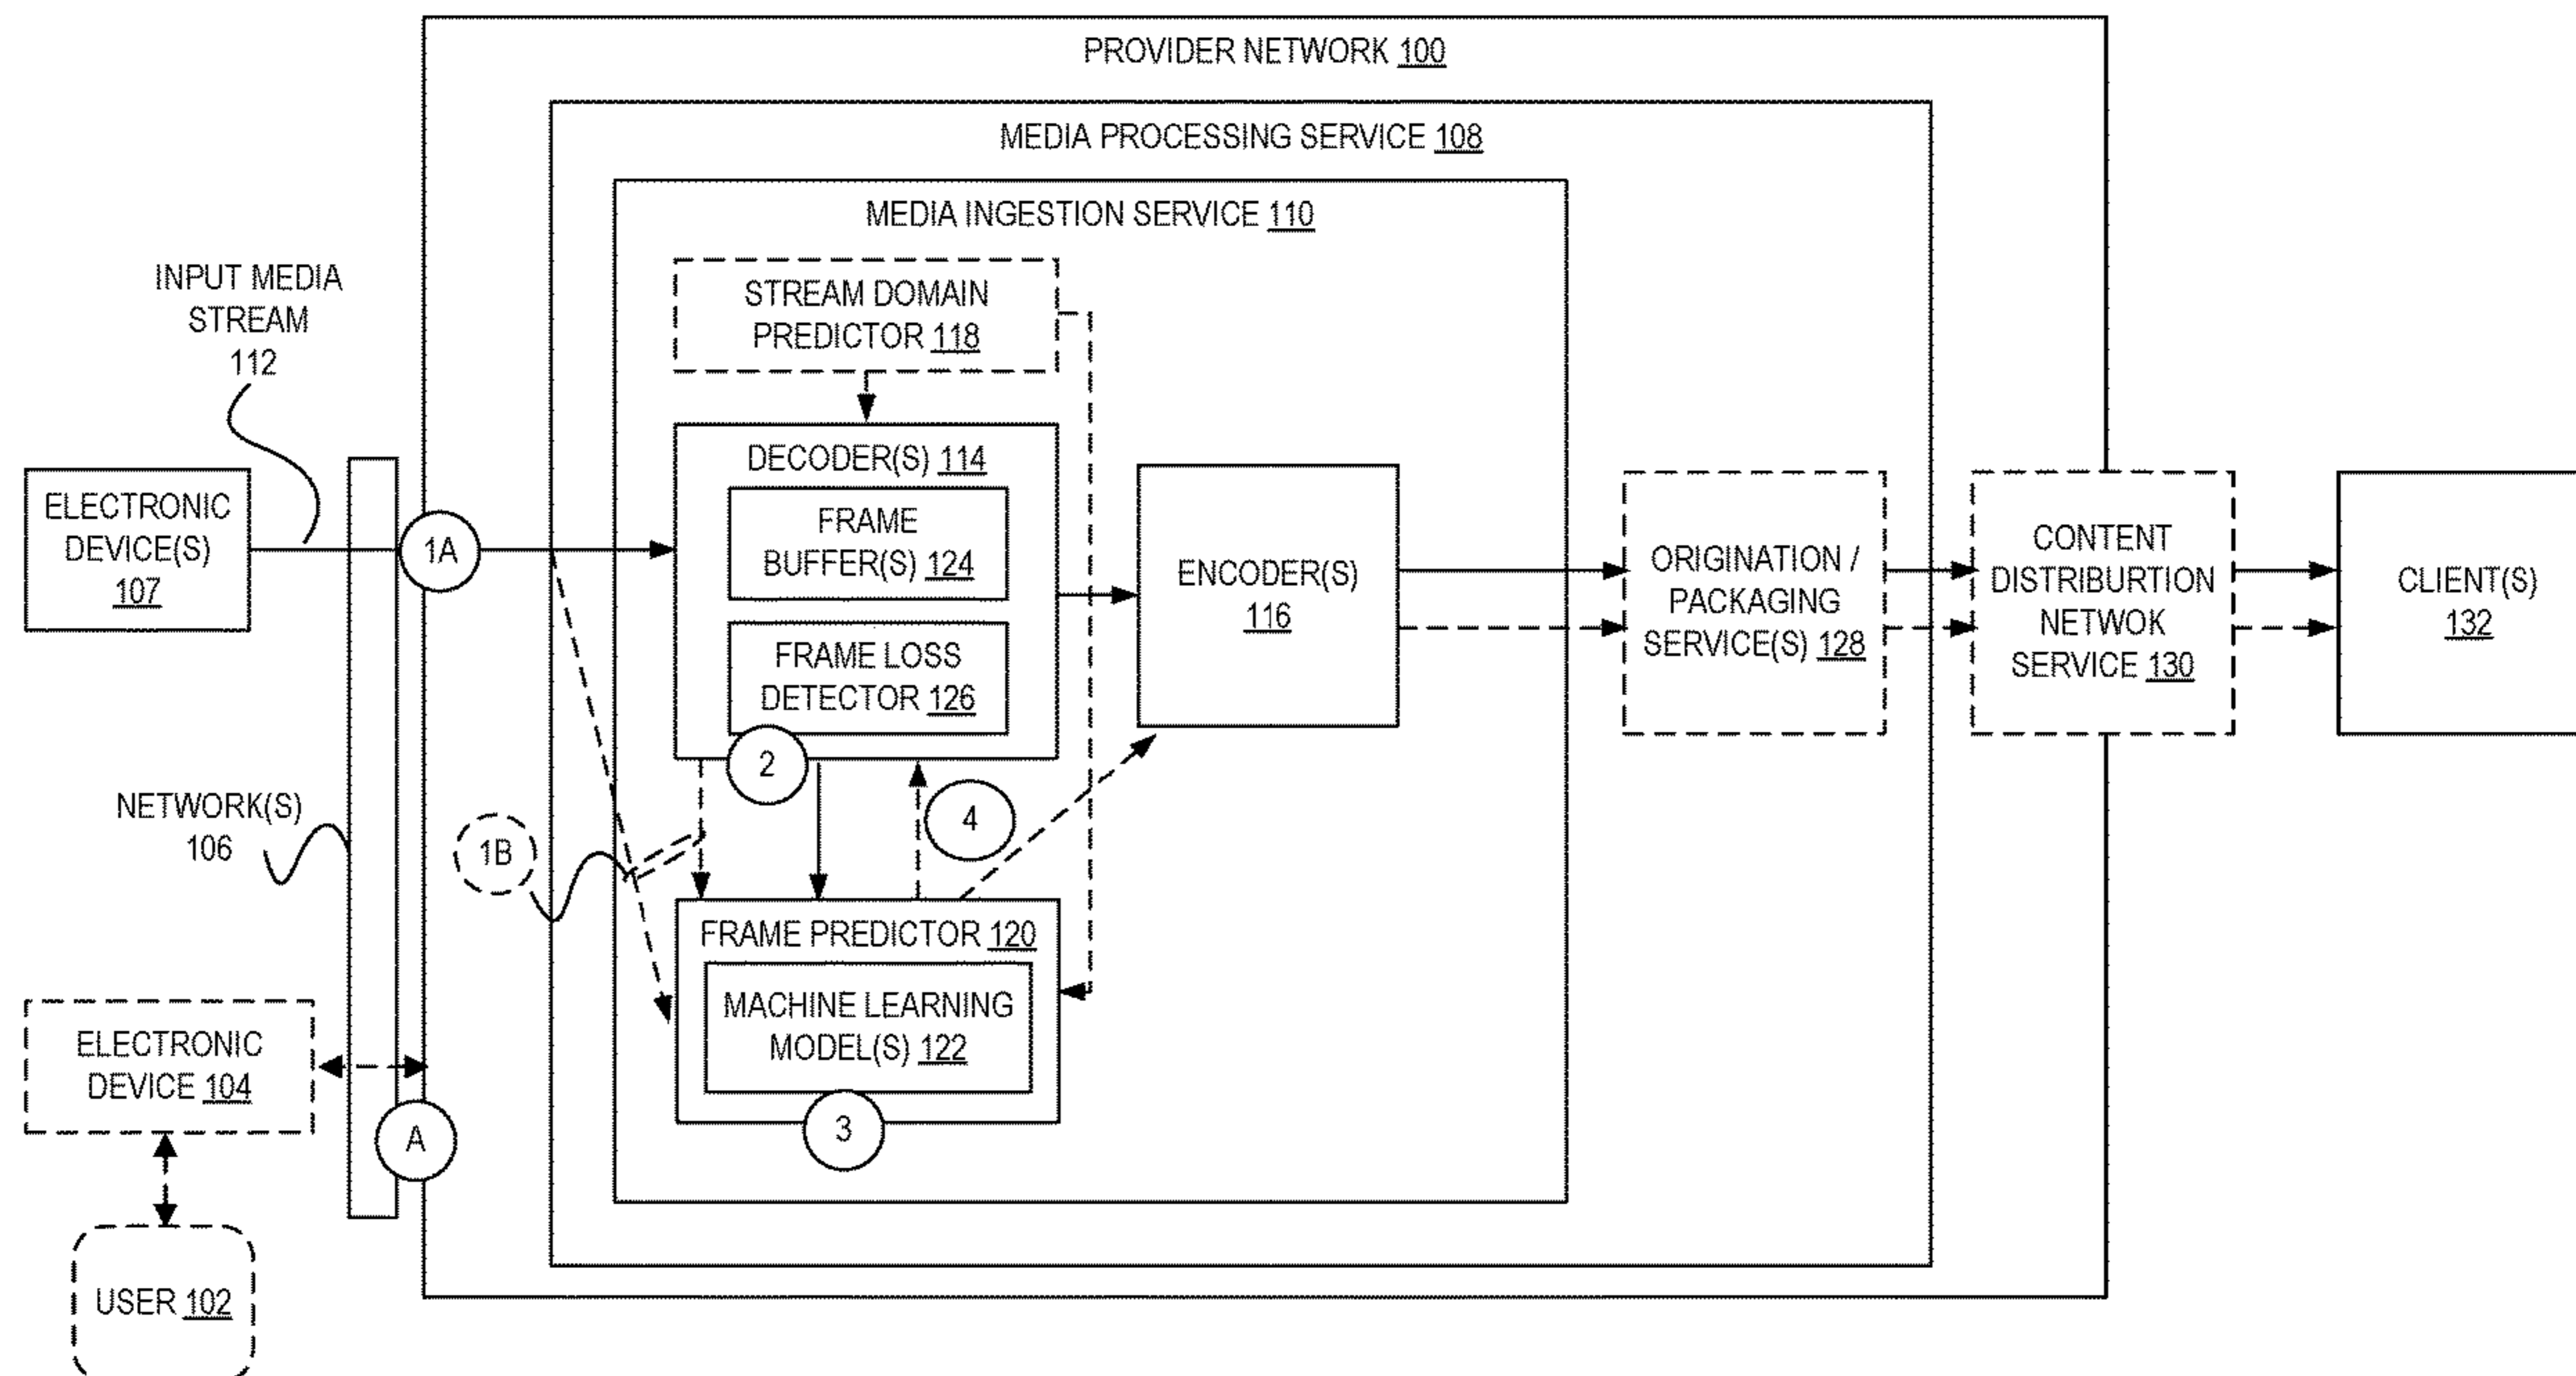 PROVIDER NETWORK 100
MEDIA PROCESSING SERVICE 108
MEDIA INGESTION SERVICE 110
INPUT MEDIA
STREAM
112
STREAM DOMAIN
PREDICTOR 118
DECODER(S) 114
FRAME
BUFFER(S) 124
FRAME LOSS
DETECTOR 126
ELECTRONIC
DEVICE(S)
107
1A
ENCODER(S)
116
ORIGINATION /
PACKAGING
SERVICE(S) 128
CONTENT
DISTRIBURTION
NETWOK
SERVICE 130
CLIENT(S)
132
2
4
NETWORK(S)
106
1B
FRAME PREDICTOR 120
MACHINE LEARNING
MODEL(S) 122
3
ELECTRONIC
DEVICE 104
A
USER 102